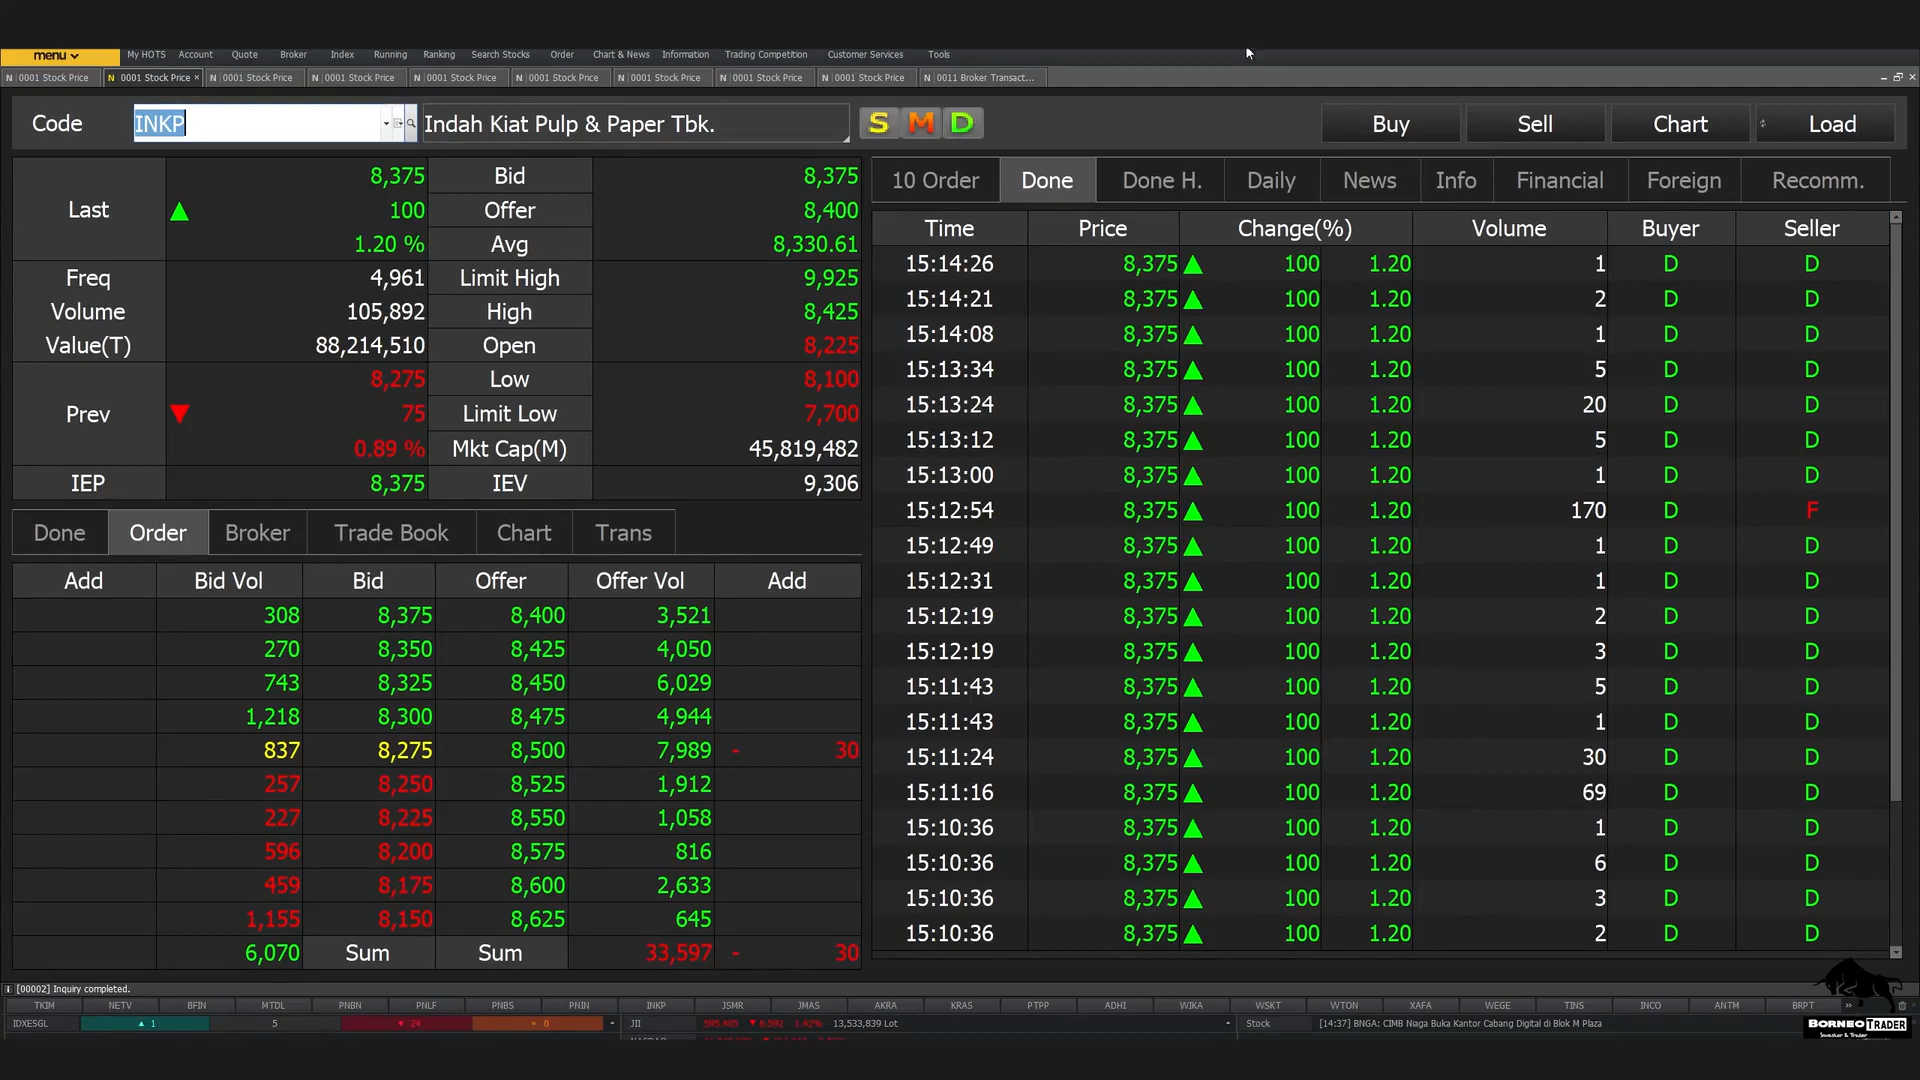 menu My HOTS Account Quote Broker Index Running Ranking Search Stocks Order Chart & News Information Trading Competition Customer Services Tools
N 0001 Stock Price N 0001 Stock Price × N 0001 Stock Price N 0001 Stock Price N 0001 Stock Price N 0001 Stock Price N 0001 Stock Price N 0001 Stock Price N 0001 Stock Price N 0011 Broker Transact...
Code INKP Indah Kiat Pulp & Paper Tbk. S M D Buy Sell Chart Load
Last ▲ 8,375 Bid 8,375
100 Offer 8,400
1.20 % Avg 8,330.61
Freq 4,961 Limit High 9,925
Volume 105,892 High 8,425
Value(T) 88,214,510 Open 8,225
Prev ▼ 8,275 Low 8,100
75 Limit Low 7,700
0.89 % Mkt Cap(M) 45,819,482
IEP 8,375 IEV 9,306
Done Order Broker Trade Book Chart Trans
Add Bid Vol Bid Offer Offer Vol Add
308 8,375 8,400 3,521
270 8,350 8,425 4,050
743 8,325 8,450 6,029
1,218 8,300 8,475 4,944
837 8,275 8,500 7,989 - 30
257 8,250 8,525 1,912
227 8,225 8,550 1,058
596 8,200 8,575 816
459 8,175 8,600 2,633
1,155 8,150 8,625 645
6,070 Sum Sum 33,597 - 30
10 Order Done Done H. Daily News Info Financial Foreign Recomm.
Time Price Change(%) Volume Buyer Seller
15:14:26 8,375 ▲ 100 1.20 1 D D
15:14:21 8,375 ▲ 100 1.20 2 D D
15:14:08 8,375 ▲ 100 1.20 1 D D
15:13:34 8,375 ▲ 100 1.20 5 D D
15:13:24 8,375 ▲ 100 1.20 20 D D
15:13:12 8,375 ▲ 100 1.20 5 D D
15:13:00 8,375 ▲ 100 1.20 1 D D
15:12:54 8,375 ▲ 100 1.20 170 D F
15:12:49 8,375 ▲ 100 1.20 1 D D
15:12:31 8,375 ▲ 100 1.20 1 D D
15:12:19 8,375 ▲ 100 1.20 2 D D
15:12:19 8,375 ▲ 100 1.20 3 D D
15:11:43 8,375 ▲ 100 1.20 5 D D
15:11:43 8,375 ▲ 100 1.20 1 D D
15:11:24 8,375 ▲ 100 1.20 30 D D
15:11:16 8,375 ▲ 100 1.20 69 D D
15:10:36 8,375 ▲ 100 1.20 1 D D
15:10:36 8,375 ▲ 100 1.20 6 D D
15:10:36 8,375 ▲ 100 1.20 3 D D
15:10:36 8,375 ▲ 100 1.20 2 D D
[00002] Inquiry completed.
TKIM NETV BFIN MTDL PNBN PNLF PNBS PNIN INKP JSMR JMAS AKRA KRAS PTPP ADHI WIKA WSKT WTON XAFA WEGE TINS INCO ANTM BRPT
IDXESGL ▲ 1 5 ▼ 24 0 JII 595.485 ▼ 8.592 1.42% 13,533,839 Lot Stock [14:37] BNGA: CIMB Niaga Buka Kantor Cabang Digital di Blok M Plaza
BORNEO TRADER
Investor & Trader